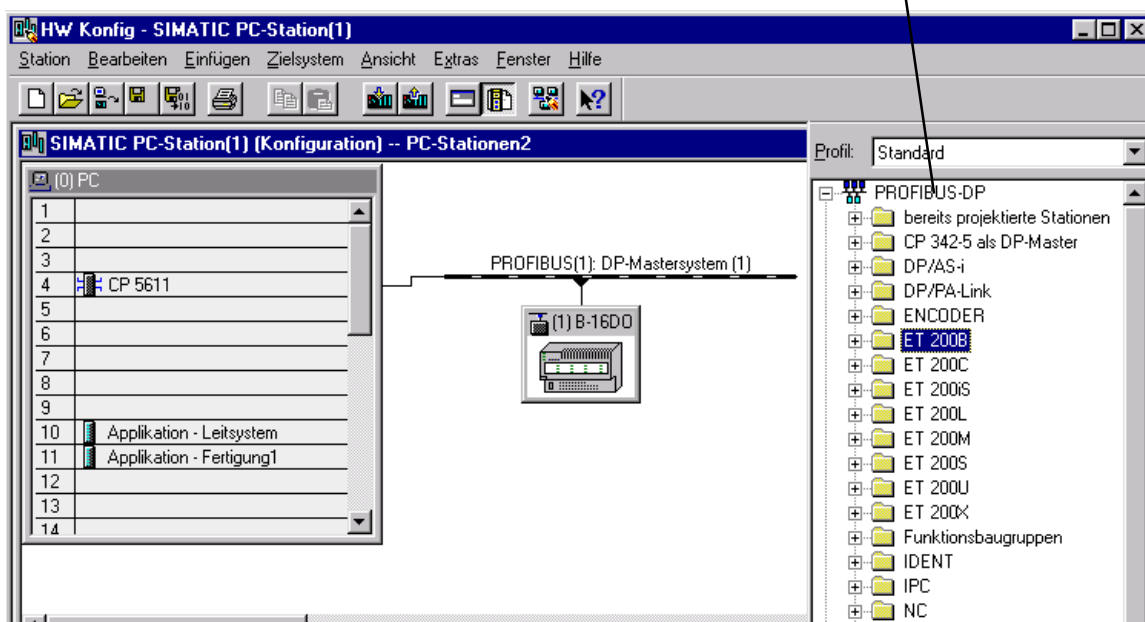 HW Konfig - SIMATIC PC-Station(1)
Station Bearbeiten Einfügen Zielsystem Ansicht Extras Fenster Hilfe
SIMATIC PC-Station(1) (Konfiguration) -- PC-Stationen2
(0) PC
1
2
3
4 CP 5611
5
6
7
8
9
10 Applikation - Leitsystem
11 Applikation - Fertigung1
12
13
14
PROFIBUS(1): DP-Mastersystem (1)
(1) B-16DO
Profil: Standard
PROFIBUS-DP
bereits projektierte Stationen
CP 342-5 als DP-Master
DP/AS-i
DP/PA-Link
ENCODER
ET 200B
ET 200C
ET 200iS
ET 200L
ET 200M
ET 200S
ET 200U
ET 200X
Funktionsbaugruppen
IDENT
IPC
NC